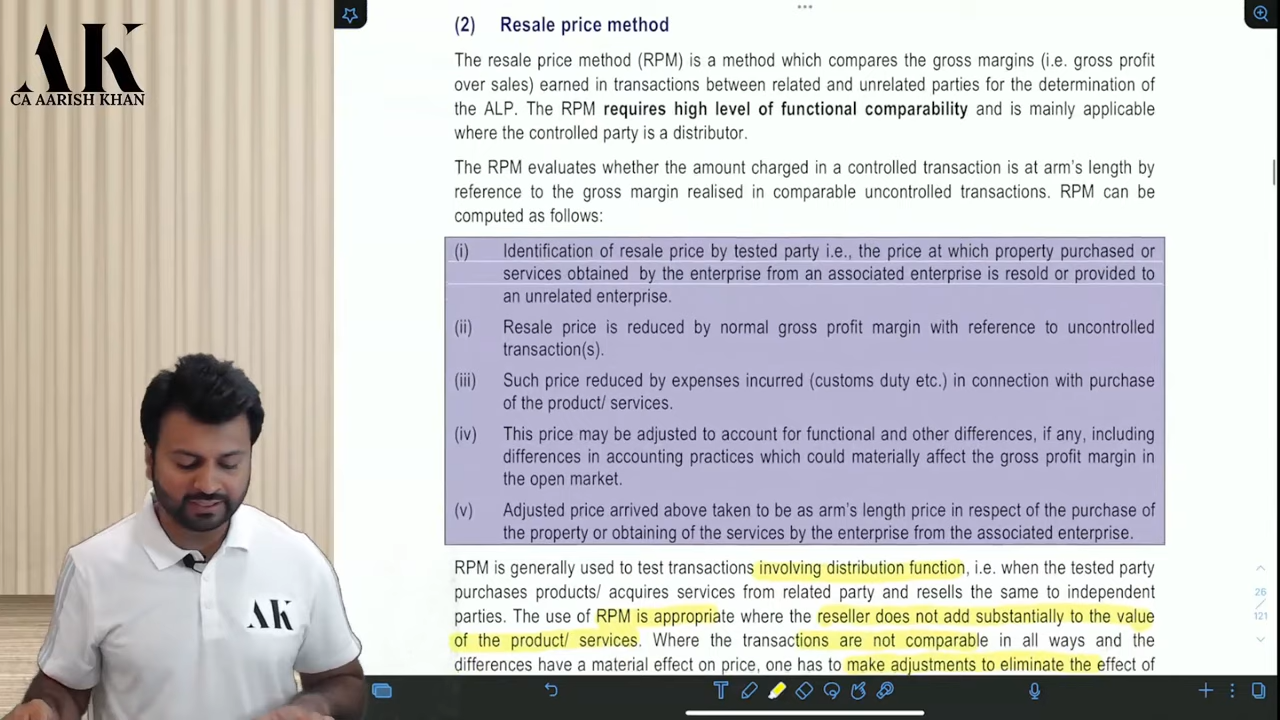 AK
CA AARISH KHAN
(2) Resale price method
The resale price method (RPM) is a method which compares the gross margins (i.e. gross profit
over sales) earned in transactions between related and unrelated parties for the determination of
the ALP. The RPM requires high level of functional comparability and is mainly applicable
where the controlled party is a distributor.
The RPM evaluates whether the amount charged in a controlled transaction is at arm's length by
reference to the gross margin realised in comparable uncontrolled transactions. RPM can be
computed as follows:
(i) Identification of resale price by tested party i.e., the price at which property purchased or
services obtained by the enterprise from an associated enterprise is resold or provided to
an unrelated enterprise.
(ii) Resale price is reduced by normal gross profit margin with reference to uncontrolled
transaction(s).
(iii) Such price reduced by expenses incurred (customs duty etc.) in connection with purchase
of the product/ services.
(iv) This price may be adjusted to account for functional and other differences, if any, including
differences in accounting practices which could materially affect the gross profit margin in
the open market.
(v) Adjusted price arrived above taken to be as arm's length price in respect of the purchase of
the property or obtaining of the services by the enterprise from the associated enterprise.
RPM is generally used to test transactions involving distribution function, i.e. when the tested party
purchases products/ acquires services from related party and resells the same to independent
parties. The use of RPM is appropriate where the reseller does not add substantially to the value
of the product/ services. Where the transactions are not comparable in all ways and the
differences have a material effect on price, one has to make adjustments to eliminate the effect of
AK
26
121
T